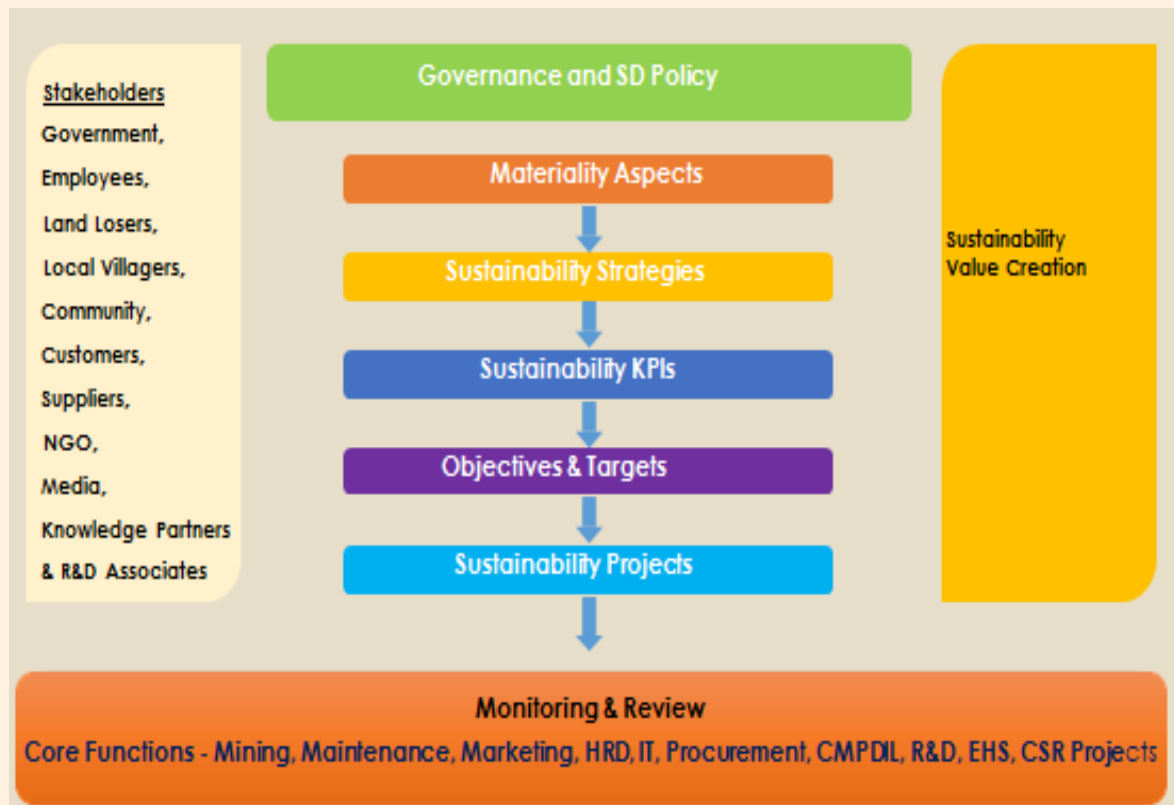 Stakeholders
Government,
Employees,
Land Losers,
Local Villagers,
Community,
Customers,
Suppliers,
NGO,
Media,
Knowledge Partners
& R&D Associates
Governance and SD Policy
Materiality Aspects
Sustainability Strategies
Sustainability KPIs
Objectives & Targets
Sustainability Projects
Sustainability
Value Creation
Monitoring & Review
Core Functions - Mining, Maintenance, Marketing, HRD, IT, Procurement, CMPDIL, R&D, EHS, CSR Projects